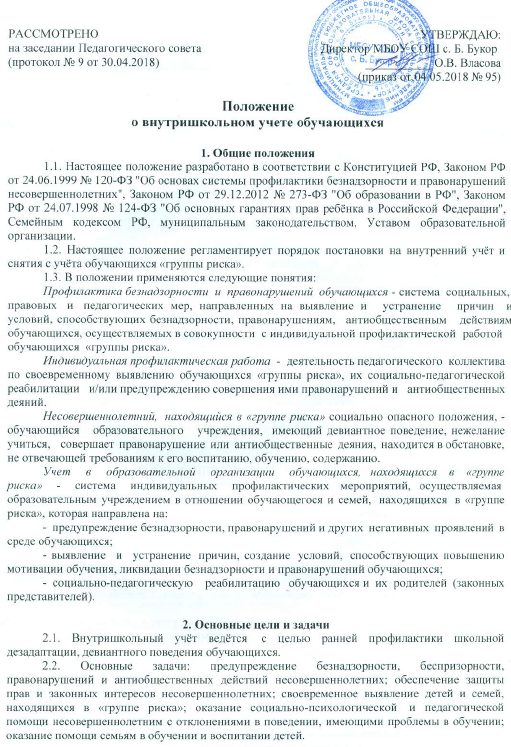 РАССМОТРЕНО УТВЕРЖДАЮ:
на заседании Педагогического совета Директор МБОУ СОШ с. Б. Букор
(протокол № 9 от 30.04.2018) О.В. Власова
(приказ от 04.05.2018 № 95)
Положение
о внутришкольном учете обучающихся
1. Общие положения
1.1. Настоящее положение разработано в соответствии с Конституцией РФ, Законом РФ
от 24.06.1999 № 120-ФЗ "Об основах системы профилактики безнадзорности и правонарушений
несовершеннолетних", Законом РФ от 29.12.2012 № 273-ФЗ "Об образовании в РФ", Законом
РФ от 24.07.1998 № 124-ФЗ "Об основных гарантиях прав ребёнка в Российской Федерации",
Семейным кодексом РФ, муниципальным законодательством. Уставом образовательной
организации.
1.2. Настоящее положение регламентирует порядок постановки на внутренний учёт и
снятия с учёта обучающихся «группы риска».
1.3. В положении применяются следующие понятия:
Профилактика безнадзорности и правонарушений обучающихся - система социальных,
правовых и педагогических мер, направленных на выявление и устранение причин и
условий, способствующих безнадзорности, правонарушениям, антиобщественным действиям
обучающихся, осуществляемых в совокупности с индивидуальной профилактической работой
обучающихся «группы риска».
Индивидуальная профилактическая работа - деятельность педагогического коллектива
по своевременному выявлению обучающихся «группы риска», их социально-педагогической
реабилитации и/или предупреждению совершения ими правонарушений и антиобщественных
деяний.
Несовершеннолетний, находящийся в «группе риска» социально опасного положения, -
обучающийся образовательного учреждения, имеющий девиантное поведение, нежелание
учиться, совершает правонарушение или антиобщественные деяния, находится в обстановке,
не отвечающей требованиям к его воспитанию, обучению, содержанию.
Учет в образовательной организации обучающихся, находящихся в «группе
риска» - система индивидуальных профилактических мероприятий, осуществляемая
образовательным учреждением в отношении обучающегося и семей, находящихся в «группе
риска», которая направлена на:
- предупреждение безнадзорности, правонарушений и других негативных проявлений в
среде обучающихся;
- выявление и устранение причин, создание условий, способствующих повышению
мотивации обучения, ликвидации безнадзорности и правонарушений обучающихся;
- социально-педагогическую реабилитацию обучающихся и их родителей (законных
представителей).
2. Основные цели и задачи
2.1. Внутришкольный учёт ведётся с целью ранней профилактики школьной
дезадаптации, девиантного поведения обучающихся.
2.2. Основные задачи: предупреждение безнадзорности, беспризорности,
правонарушений и антиобщественных действий несовершеннолетних; обеспечение защиты
прав и законных интересов несовершеннолетних; своевременное выявление детей и семей,
находящихся в «группе риска»; оказание социально-психологической и педагогической
помощи несовершеннолетним с отклонениями в поведении, имеющими проблемы в обучении;
оказание помощи семьям в обучении и воспитании детей.